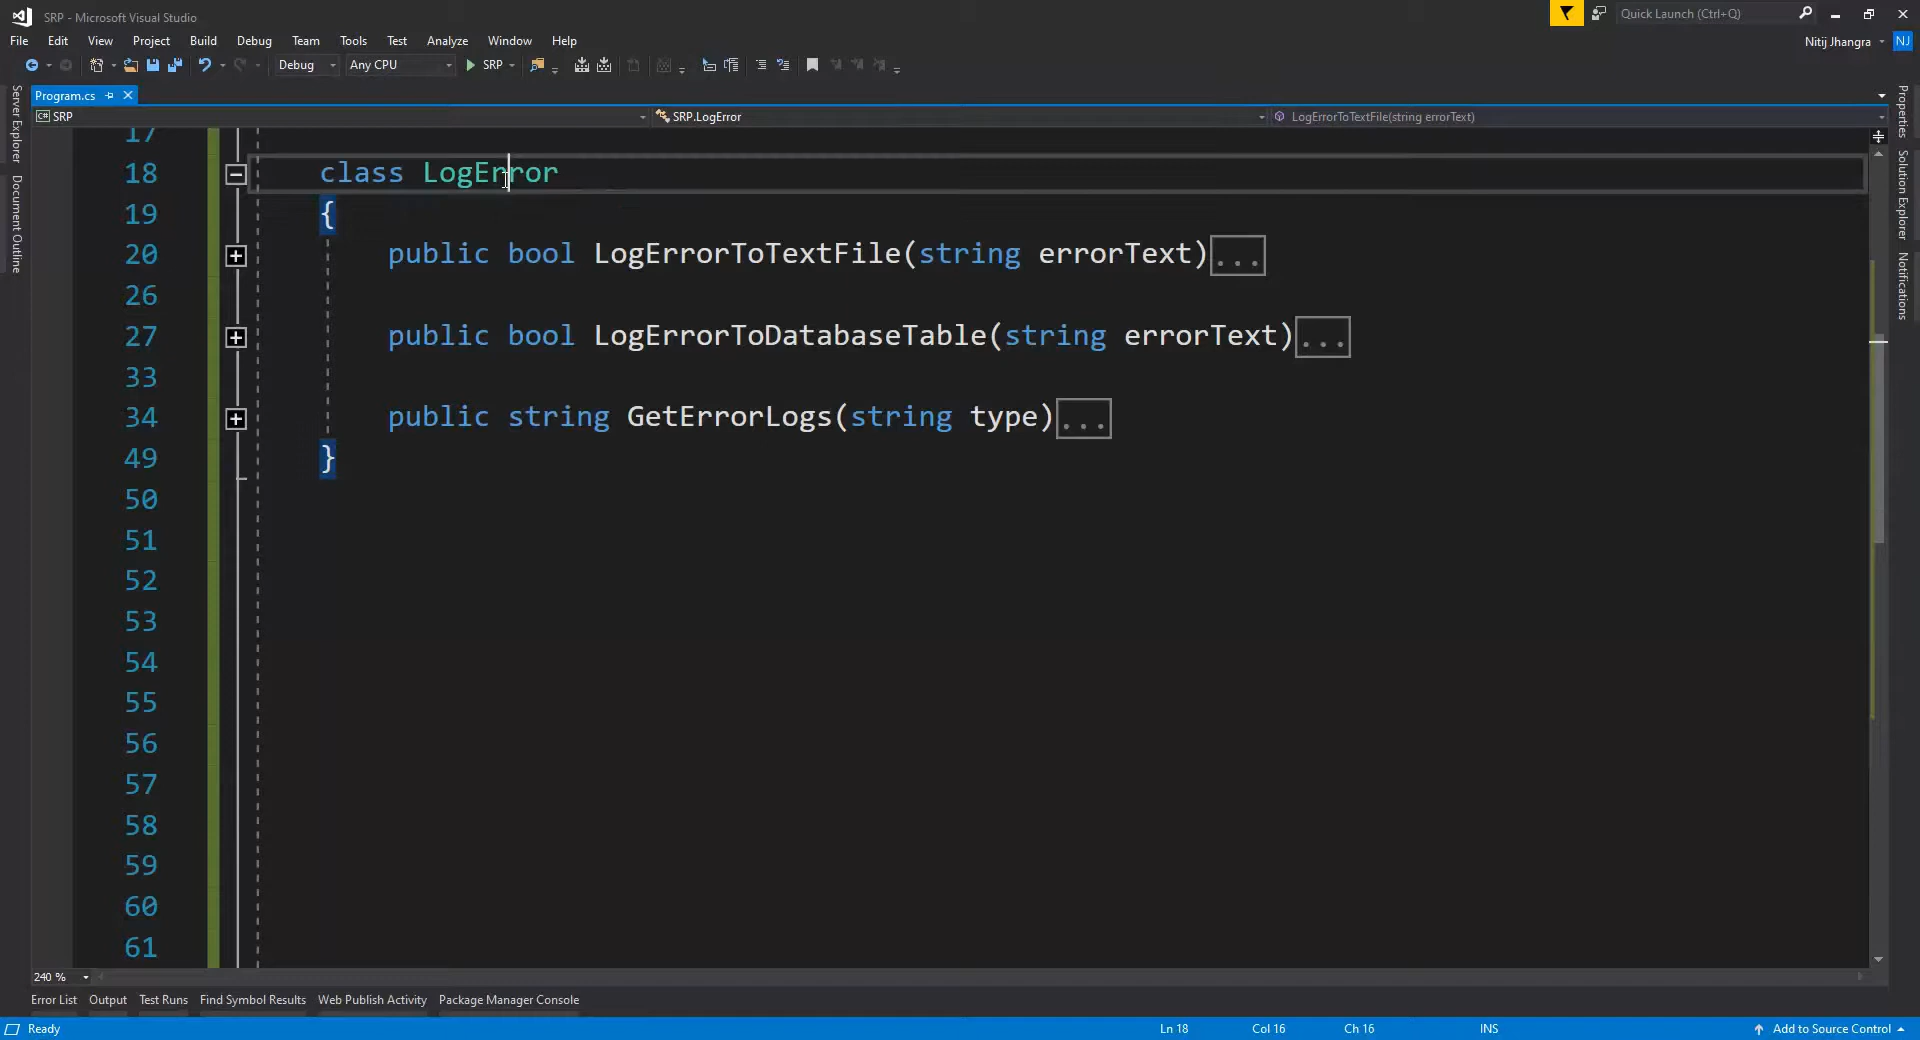 SRP - Microsoft Visual Studio
Quick Launch (Ctrl+Q)
File Edit View Project Build Debug Team Tools Test Analyze Window Help
Nitij Jhangra NJ
Debug Any CPU SRP
Program.cs
C# SRP SRP.LogError LogErrorToTextFile(string errorText)
Server Explorer
Document Outline
Properties
Solution Explorer
Notifications
17
18 class LogError
19 {
20 public bool LogErrorToTextFile(string errorText)...
26
27 public bool LogErrorToDatabaseTable(string errorText)...
33
34 public string GetErrorLogs(string type)...
49 }
50
51
52
53
54
55
56
57
58
59
60
61
240 %
Error List Output Test Runs Find Symbol Results Web Publish Activity Package Manager Console
Ready Ln 18 Col 16 Ch 16 INS Add to Source Control